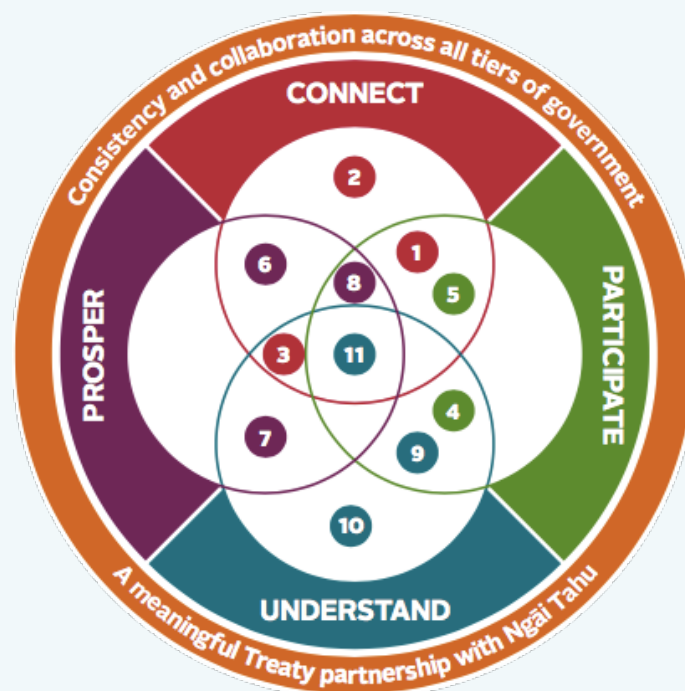 Consistency and collaboration across all tiers of government
CONNECT
2
1
6
8
5
PROSPER
PARTICIPATE
3
11
4
7
9
10
UNDERSTAND
A meaningful Treaty partnership with Ngāi Tahu